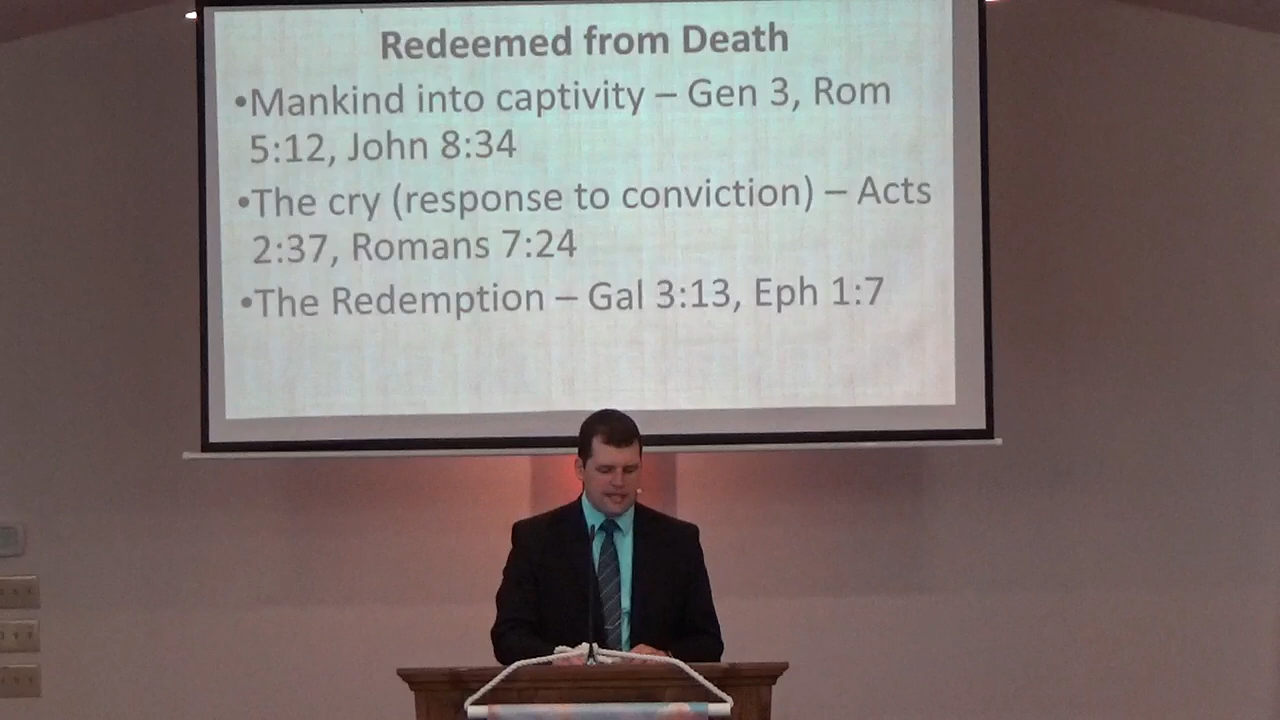 Redeemed from Death
•Mankind into captivity – Gen 3, Rom
5:12, John 8:34
•The cry (response to conviction) – Acts
2:37, Romans 7:24
•The Redemption – Gal 3:13, Eph 1:7